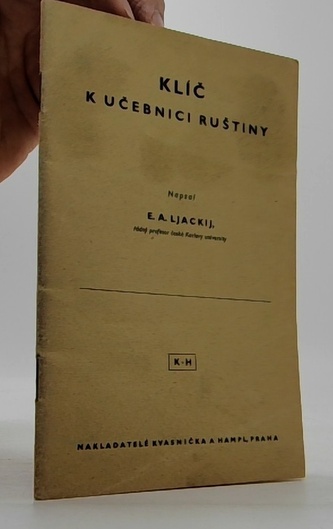 KLÍČ
K UČEBNICI RUŠTINY
Napsal
E. A. LJACKIJ,
řádný profesor české Karlovy university
K-H
NAKLADATELÉ KVASNIČKA A HAMPL, PRAHA